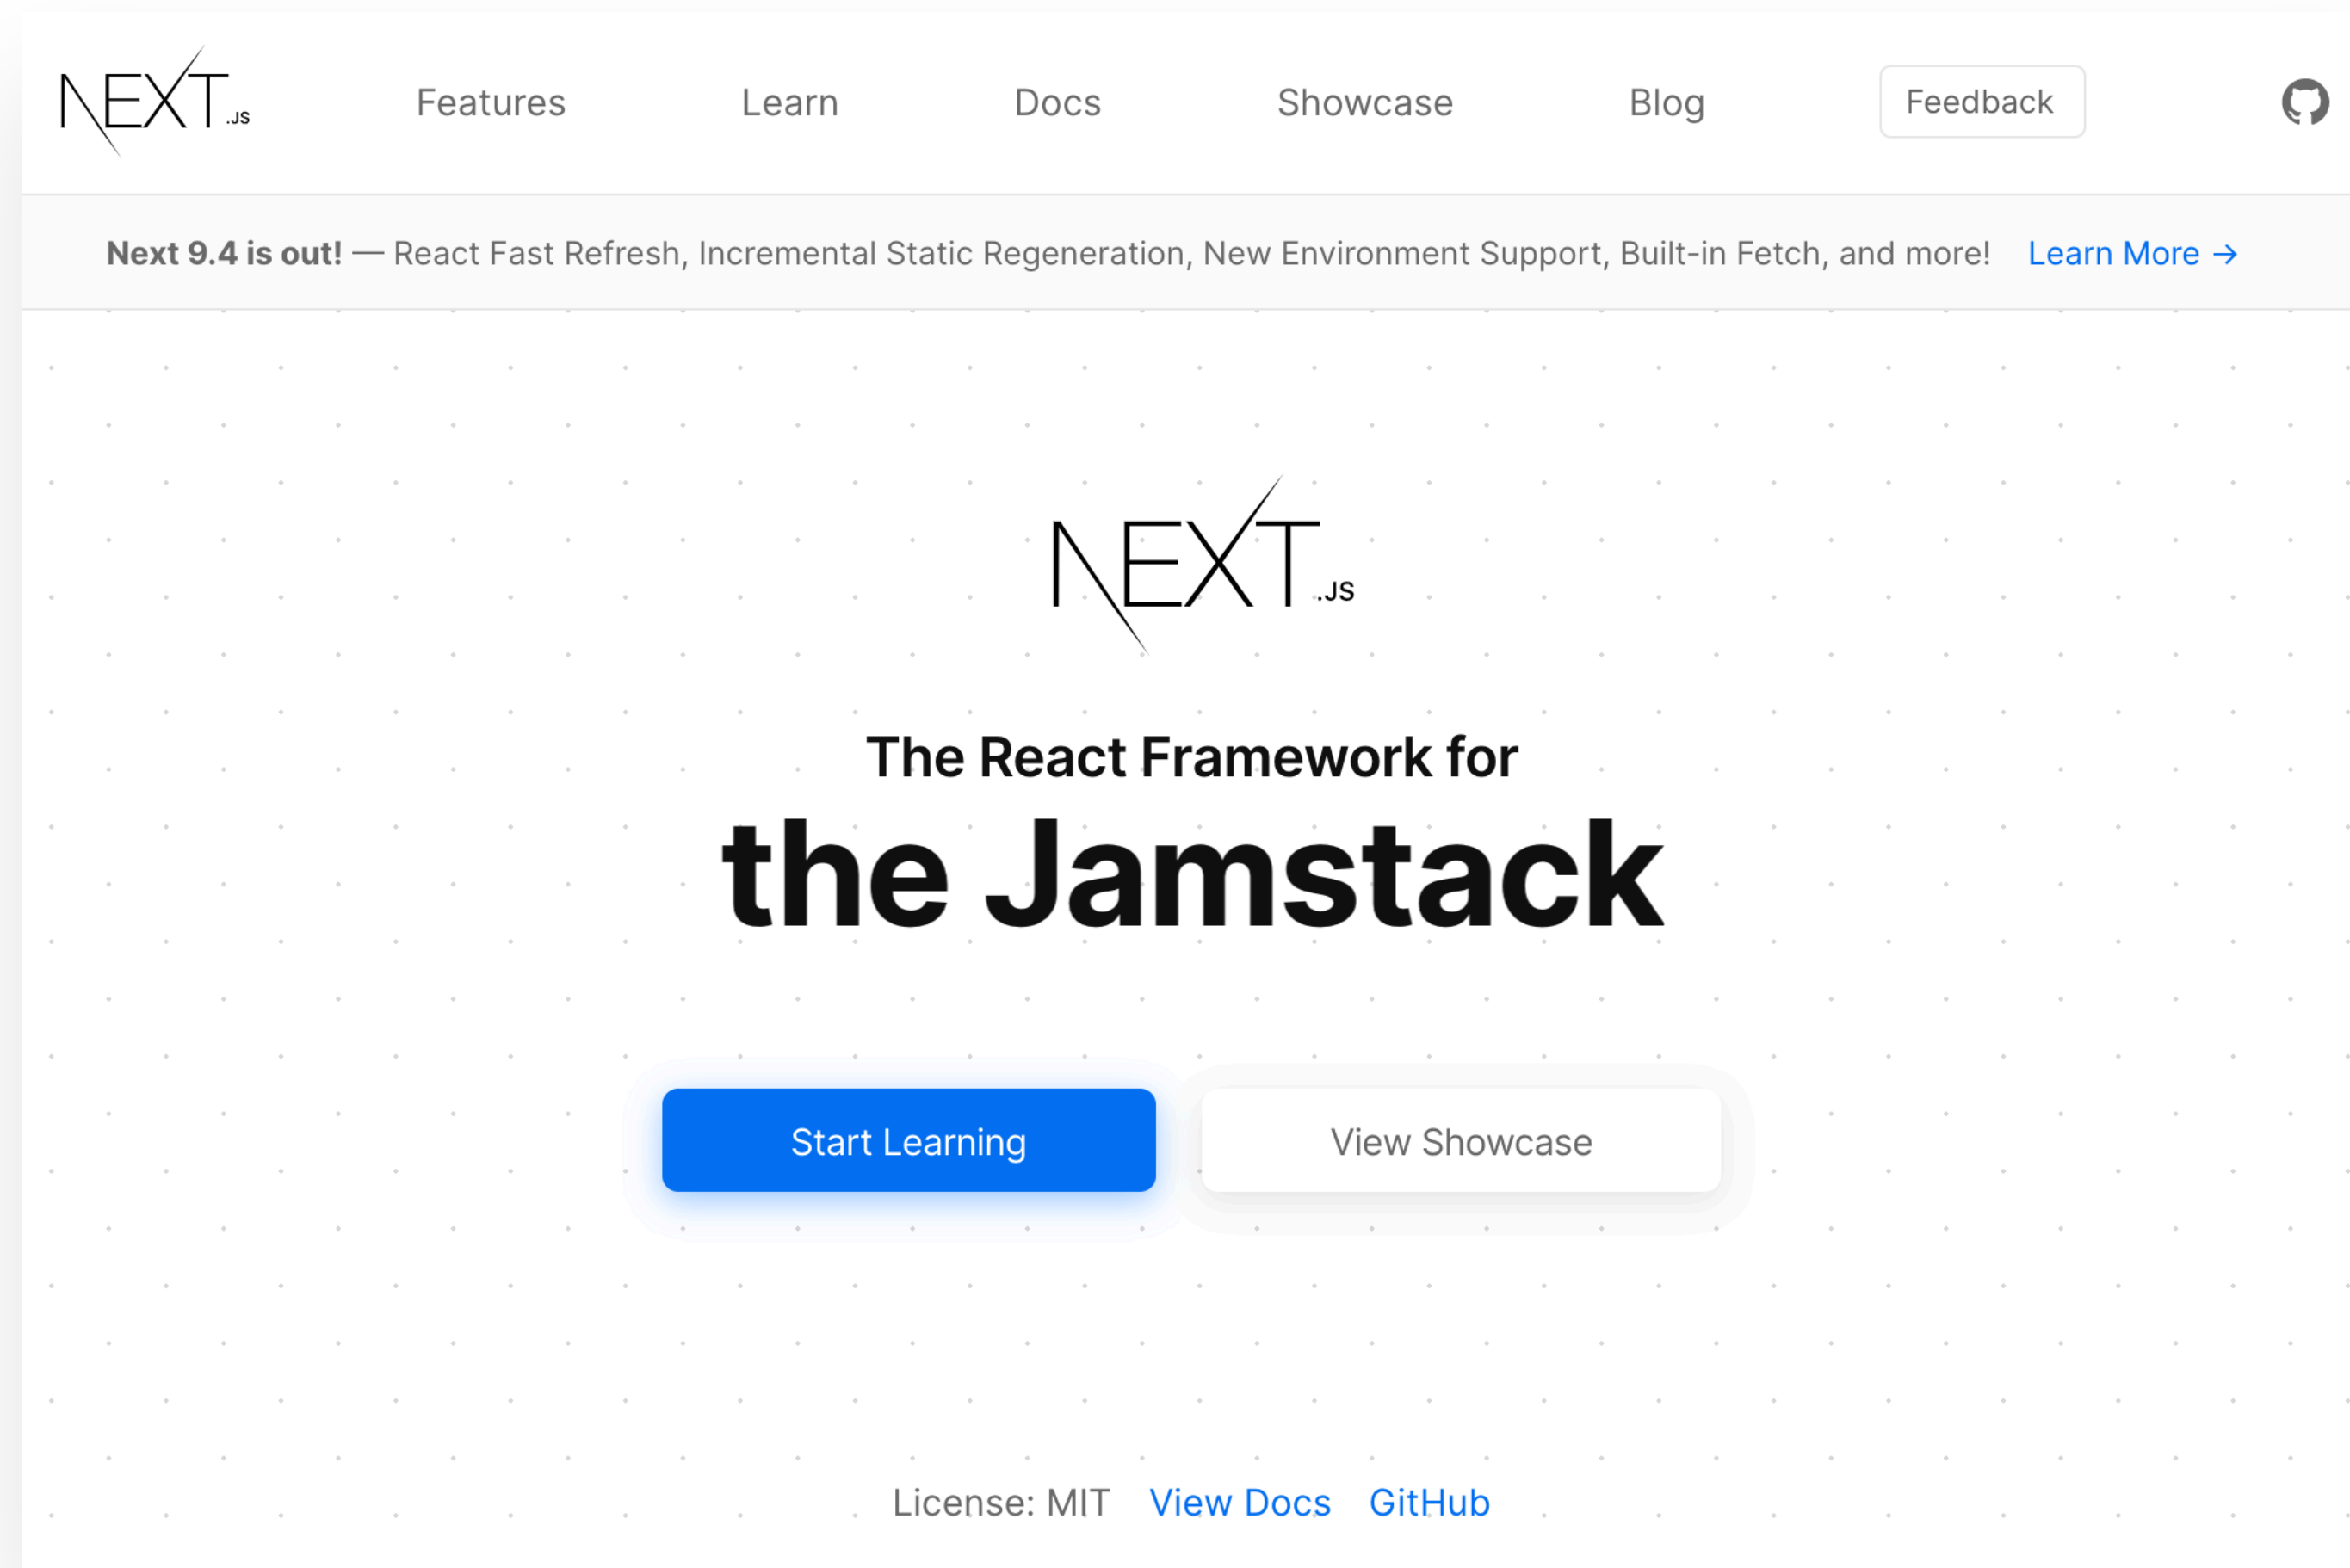 NEXT.JS Features Learn Docs Showcase Blog Feedback
Next 9.4 is out! — React Fast Refresh, Incremental Static Regeneration, New Environment Support, Built-in Fetch, and more! Learn More →
NEXT.JS
The React Framework for
the Jamstack
Start Learning View Showcase
License: MIT View Docs GitHub